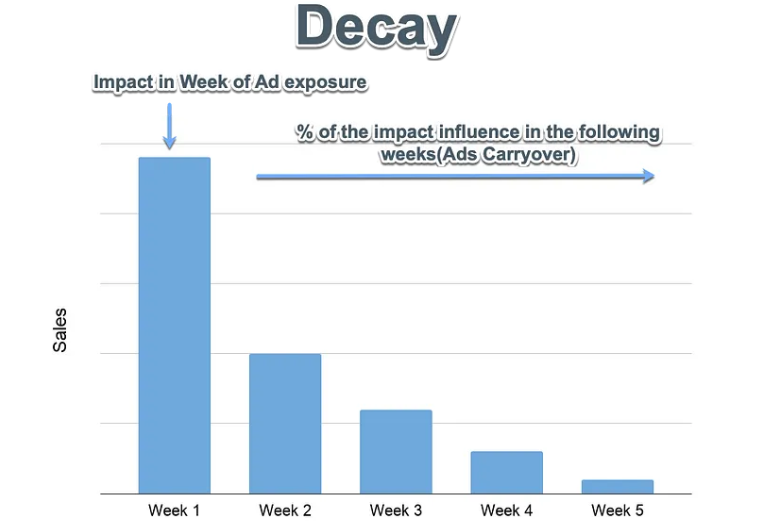 Decay
Impact in Week of Ad exposure
% of the impact influence in the following
weeks(Ads Carryover)
Sales
Week 1
Week 2
Week 3
Week 4
Week 5